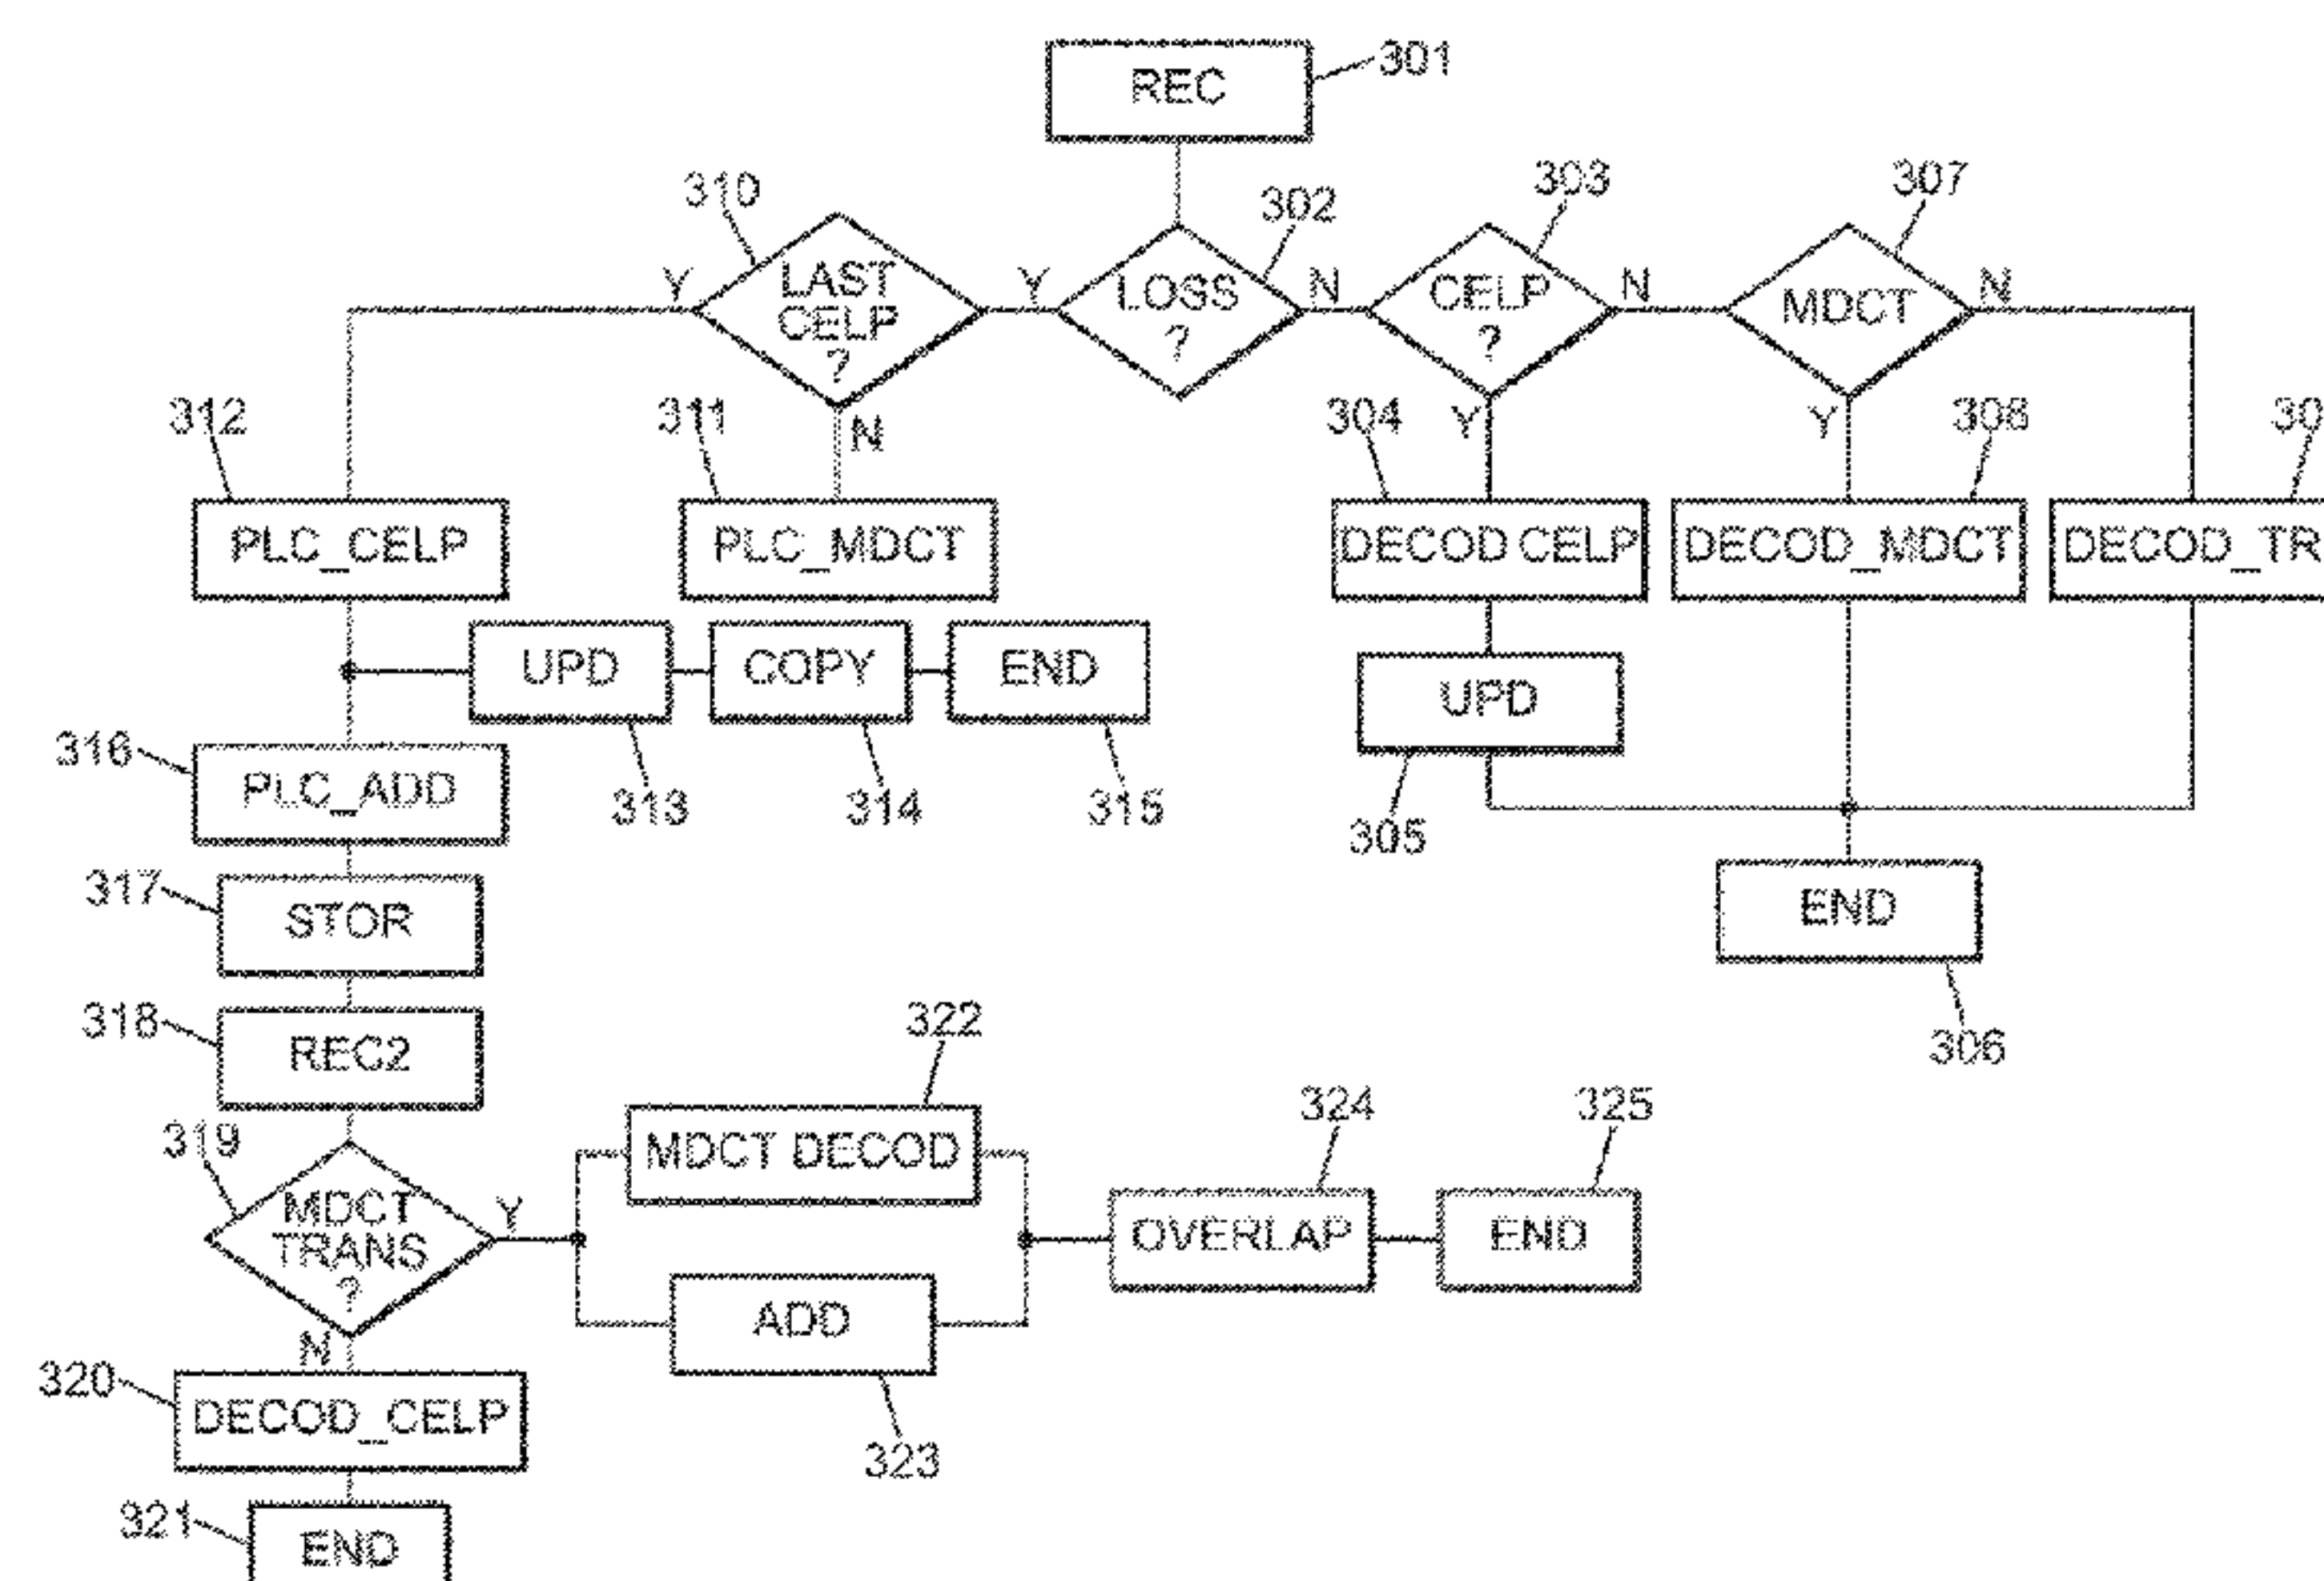 REC
301
310
302
303
307
Y
LAST
CELP
?
Y
LOSS
?
N
CELP
?
N
MDCT
N
312
311
N
304
Y
Y
308
30
PLC_CELP
PLC_MDCT
DECOD CELP
DECOD_MDCT
DECOD_TR
UPD
COPY
END
UPD
316
PLC_ADD
313
314
315
305
317
STOR
END
318
REC2
322
306
319
MDCT
TRANS
?
Y
MDCT DECOD
324
325
OVERLAP
END
ADD
N
320
DECOD_CELP
323
321
END